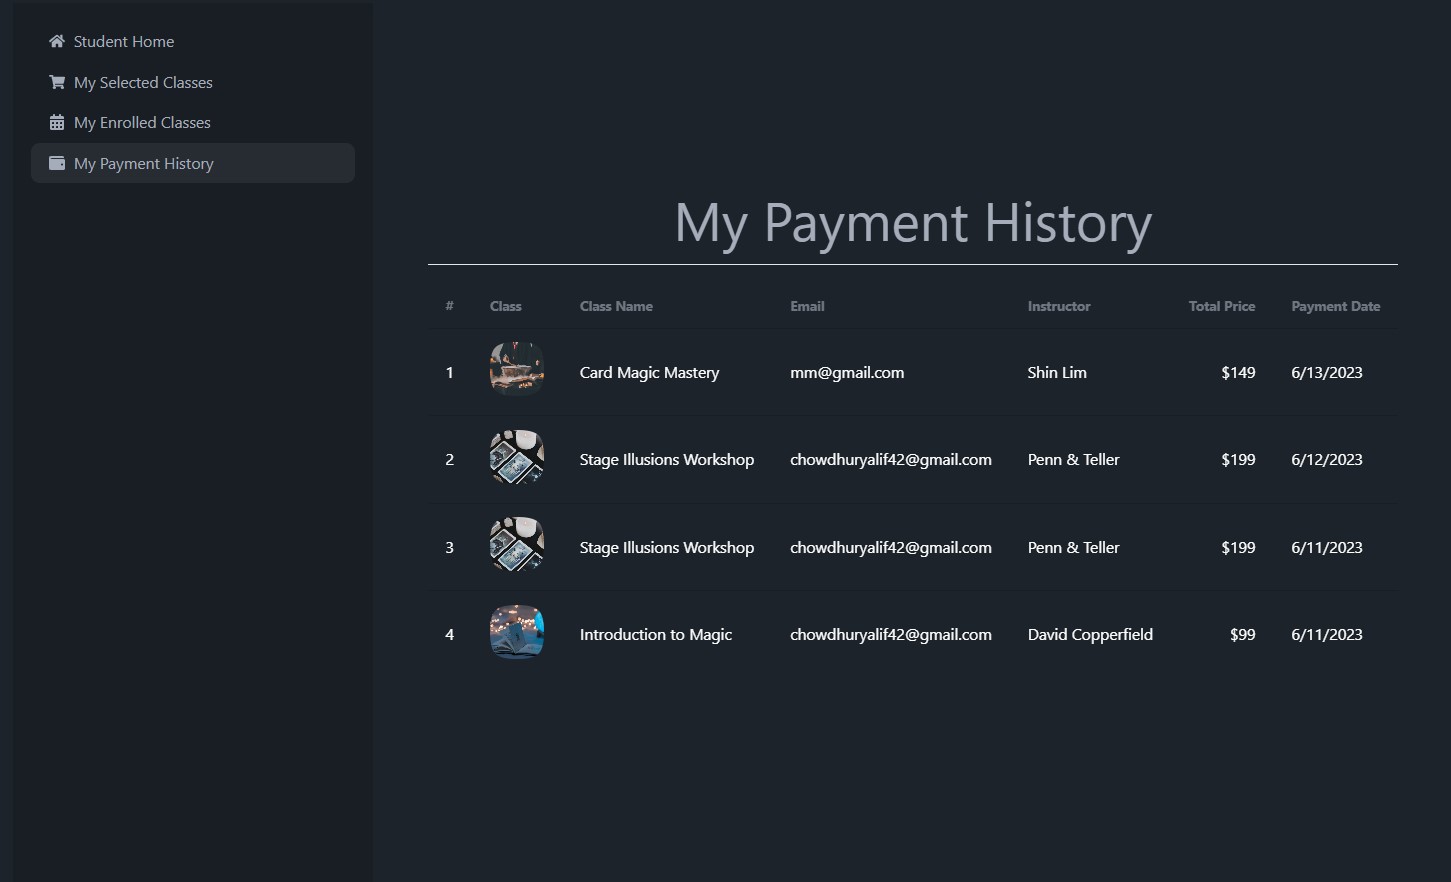 Student Home
My Selected Classes
My Enrolled Classes
My Payment History
My Payment History
# Class Class Name Email Instructor Total Price Payment Date
1 Card Magic Mastery mm@gmail.com Shin Lim $149 6/13/2023
2 Stage Illusions Workshop chowdhuryalif42@gmail.com Penn & Teller $199 6/12/2023
3 Stage Illusions Workshop chowdhuryalif42@gmail.com Penn & Teller $199 6/11/2023
4 Introduction to Magic chowdhuryalif42@gmail.com David Copperfield $99 6/11/2023